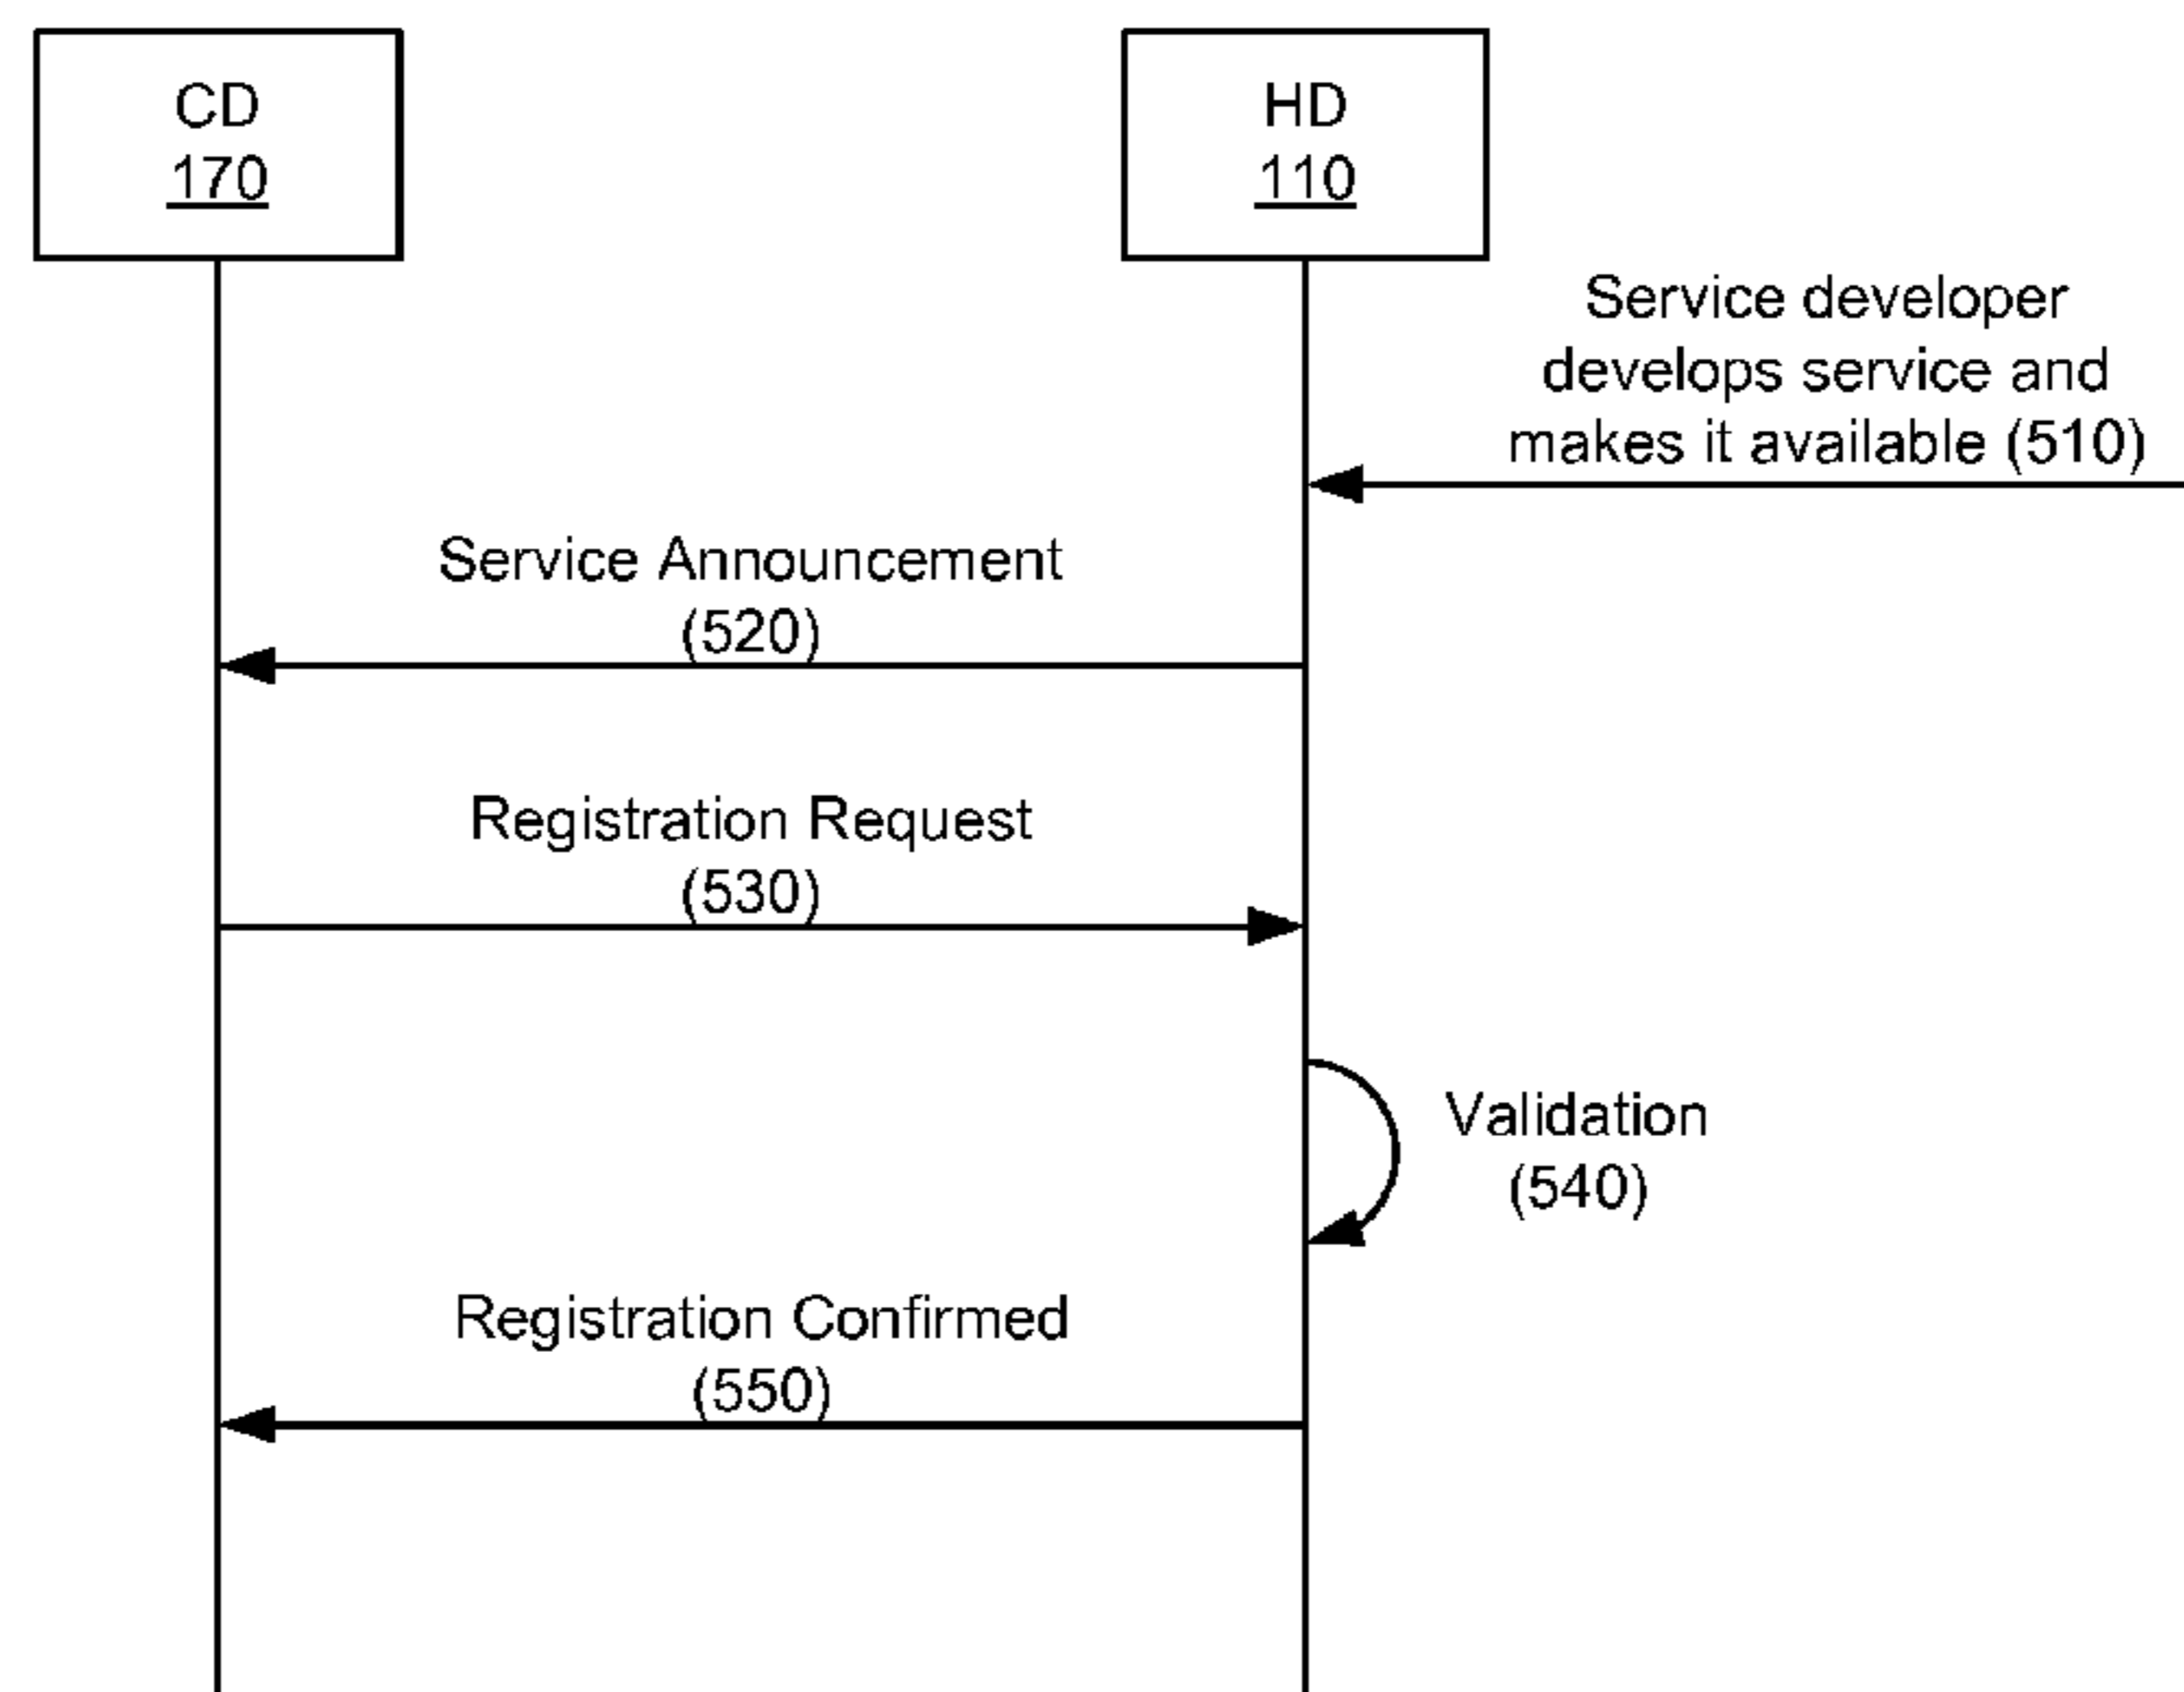 CD
170
HD
110
Service developer
develops service and
makes it available (510)
Service Announcement
(520)
Registration Request
(530)
Validation
(540)
Registration Confirmed
(550)